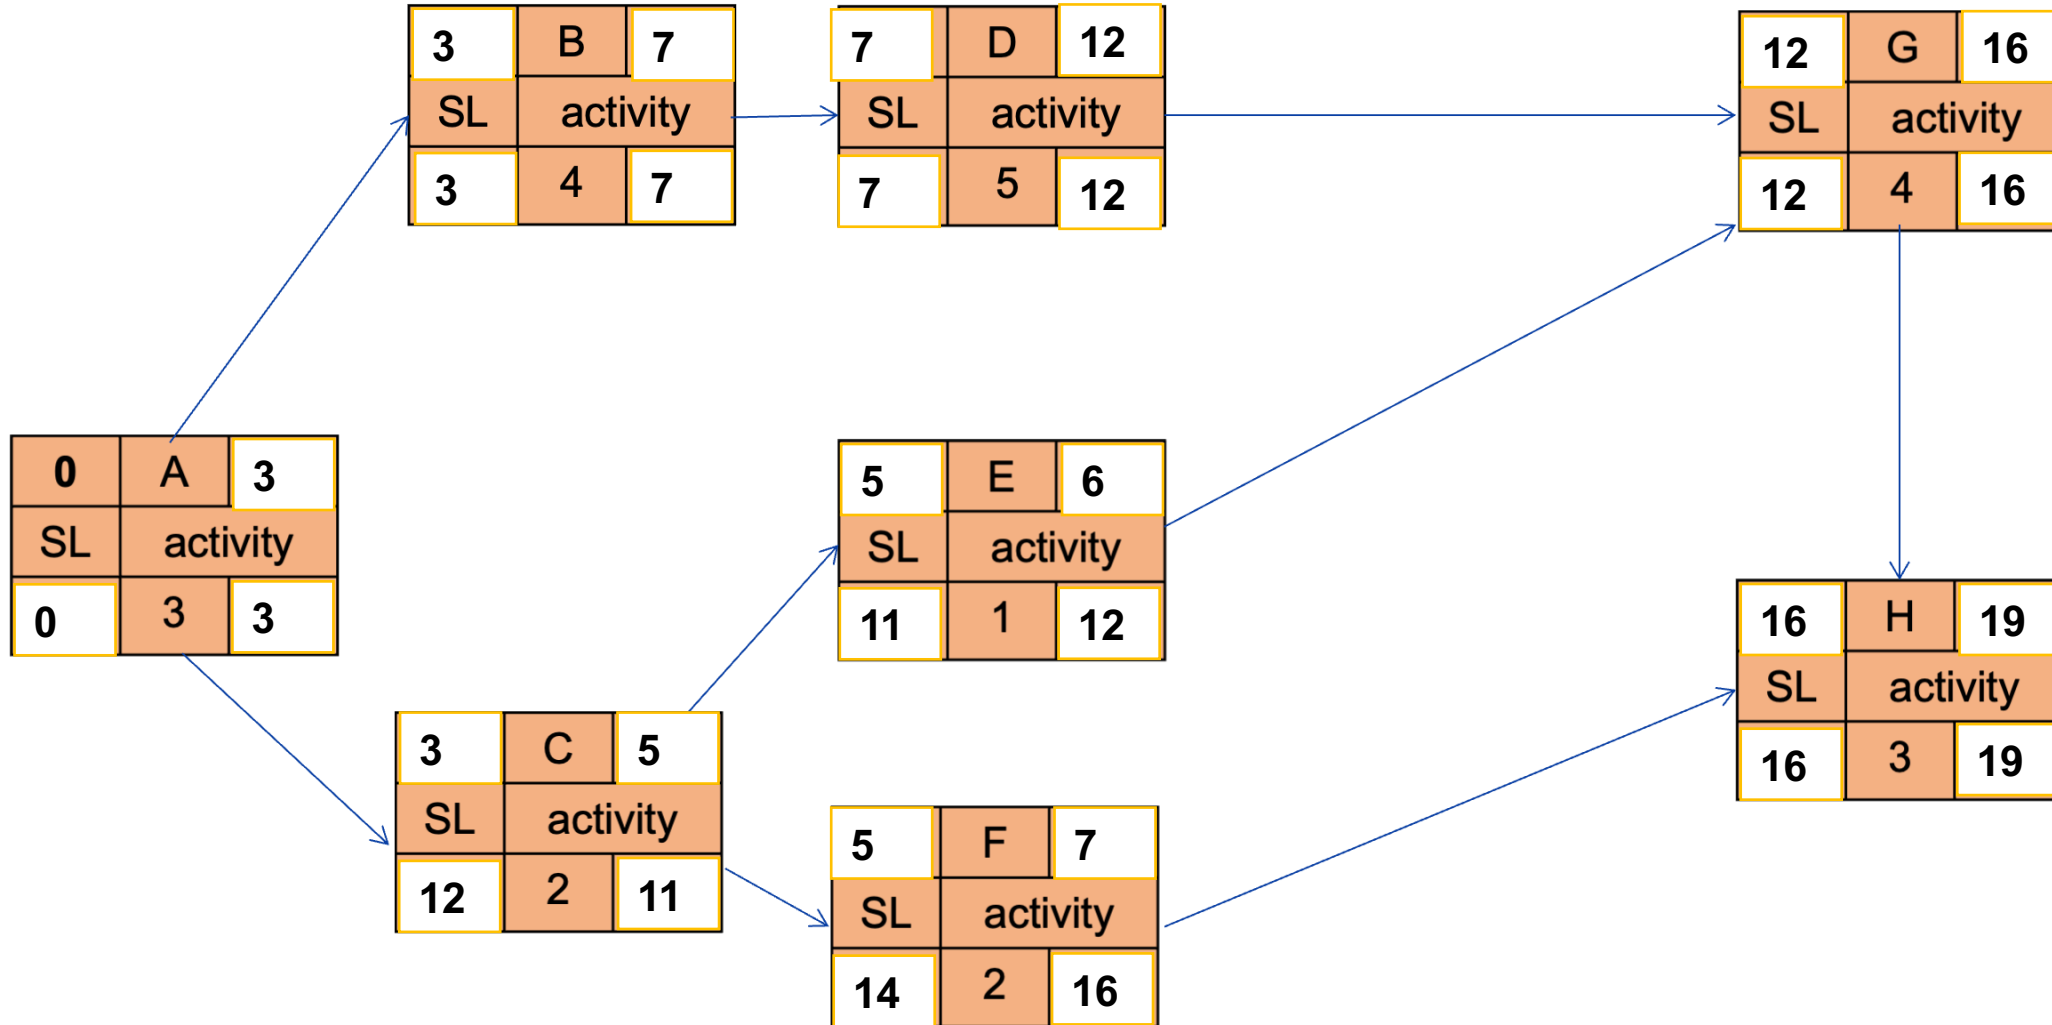 3 B 7
SL activity
3 4 7
7 D 12
SL activity
7 5 12
12 G 16
SL activity
12 4 16
0 A 3
SL activity
0 3 3
5 E 6
SL activity
11 1 12
3 C 5
SL activity
12 2 11
5 F 7
SL activity
14 2 16
16 H 19
SL activity
16 3 19